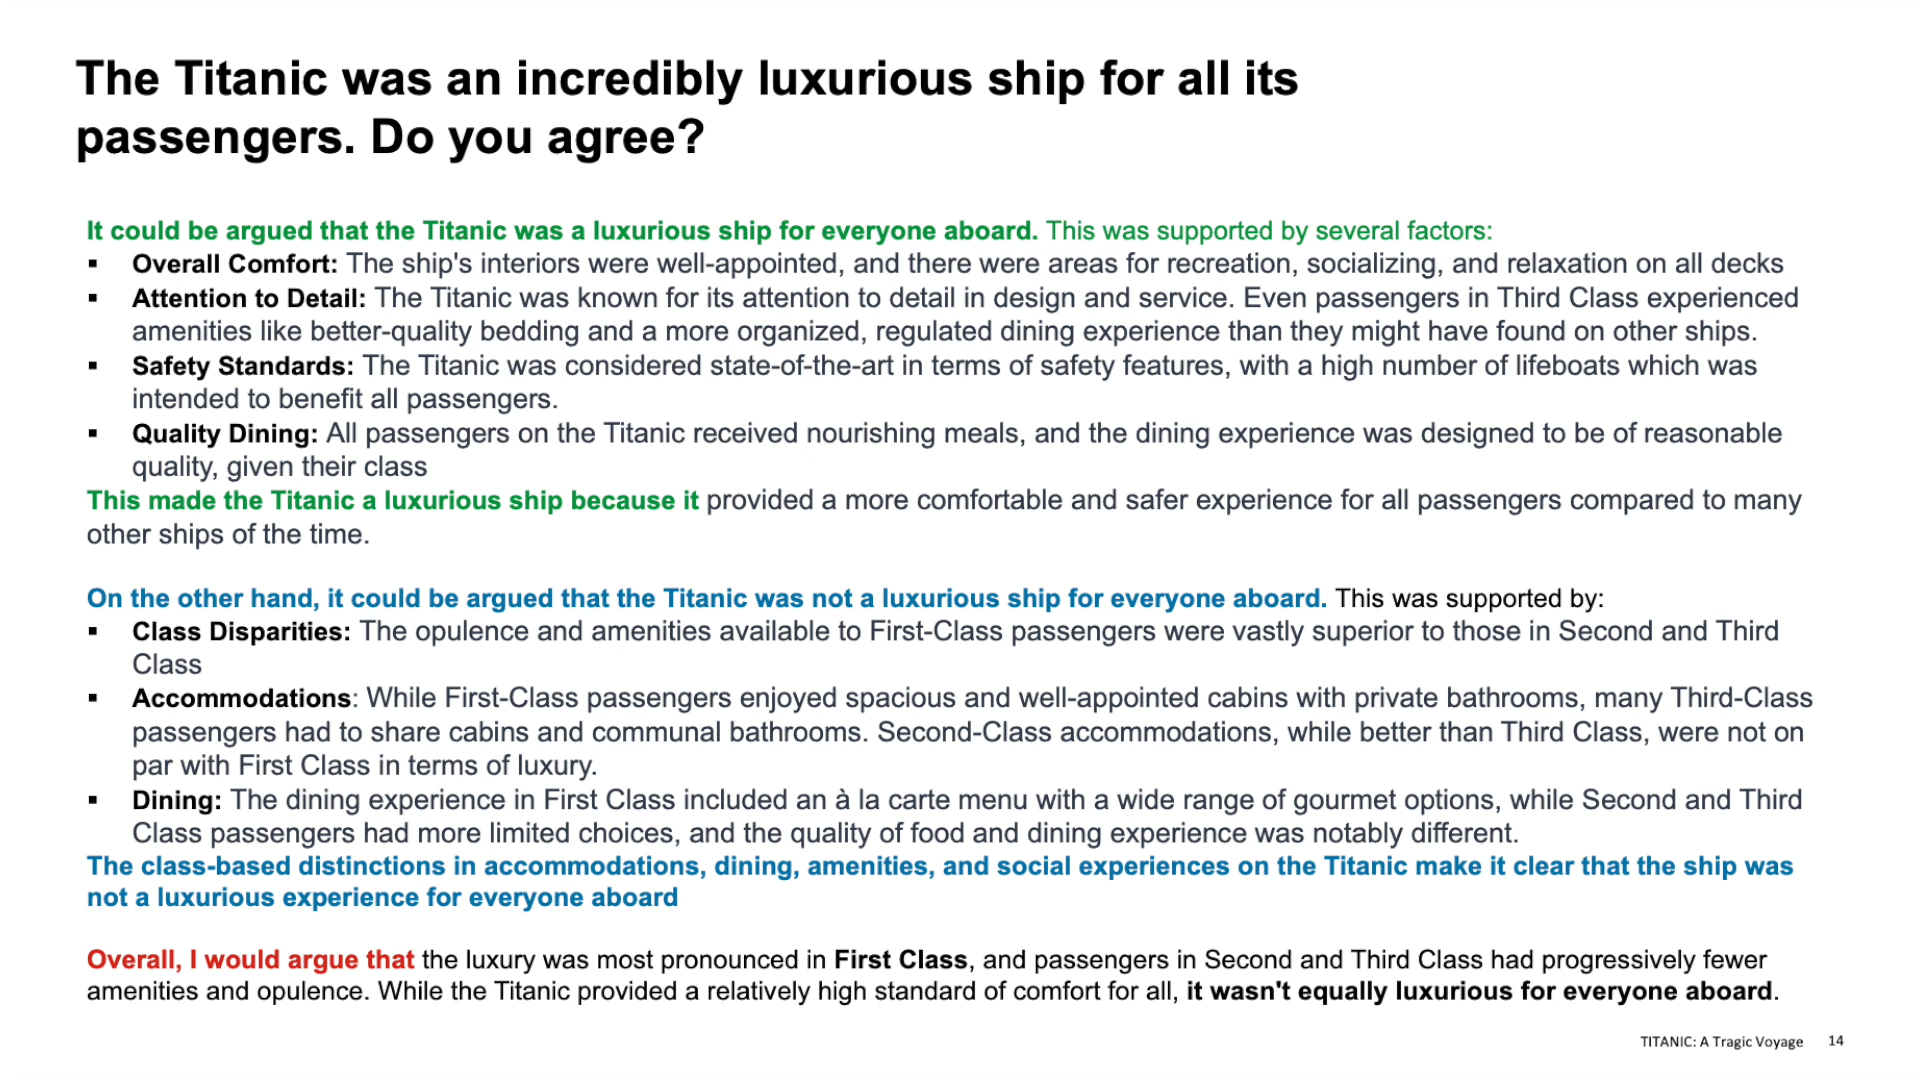 The Titanic was an incredibly luxurious ship for all its
passengers. Do you agree?
It could be argued that the Titanic was a luxurious ship for everyone aboard. This was supported by several factors:
▪ Overall Comfort: The ship's interiors were well-appointed, and there were areas for recreation, socializing, and relaxation on all decks
▪ Attention to Detail: The Titanic was known for its attention to detail in design and service. Even passengers in Third Class experienced
amenities like better-quality bedding and a more organized, regulated dining experience than they might have found on other ships.
▪ Safety Standards: The Titanic was considered state-of-the-art in terms of safety features, with a high number of lifeboats which was
intended to benefit all passengers.
▪ Quality Dining: All passengers on the Titanic received nourishing meals, and the dining experience was designed to be of reasonable
quality, given their class
This made the Titanic a luxurious ship because it provided a more comfortable and safer experience for all passengers compared to many
other ships of the time.
On the other hand, it could be argued that the Titanic was not a luxurious ship for everyone aboard. This was supported by:
▪ Class Disparities: The opulence and amenities available to First-Class passengers were vastly superior to those in Second and Third
Class
▪ Accommodations: While First-Class passengers enjoyed spacious and well-appointed cabins with private bathrooms, many Third-Class
passengers had to share cabins and communal bathrooms. Second-Class accommodations, while better than Third Class, were not on
par with First Class in terms of luxury.
▪ Dining: The dining experience in First Class included an à la carte menu with a wide range of gourmet options, while Second and Third
Class passengers had more limited choices, and the quality of food and dining experience was notably different.
The class-based distinctions in accommodations, dining, amenities, and social experiences on the Titanic make it clear that the ship was
not a luxurious experience for everyone aboard
Overall, I would argue that the luxury was most pronounced in First Class, and passengers in Second and Third Class had progressively fewer
amenities and opulence. While the Titanic provided a relatively high standard of comfort for all, it wasn't equally luxurious for everyone aboard.
TITANIC: A Tragic Voyage 14